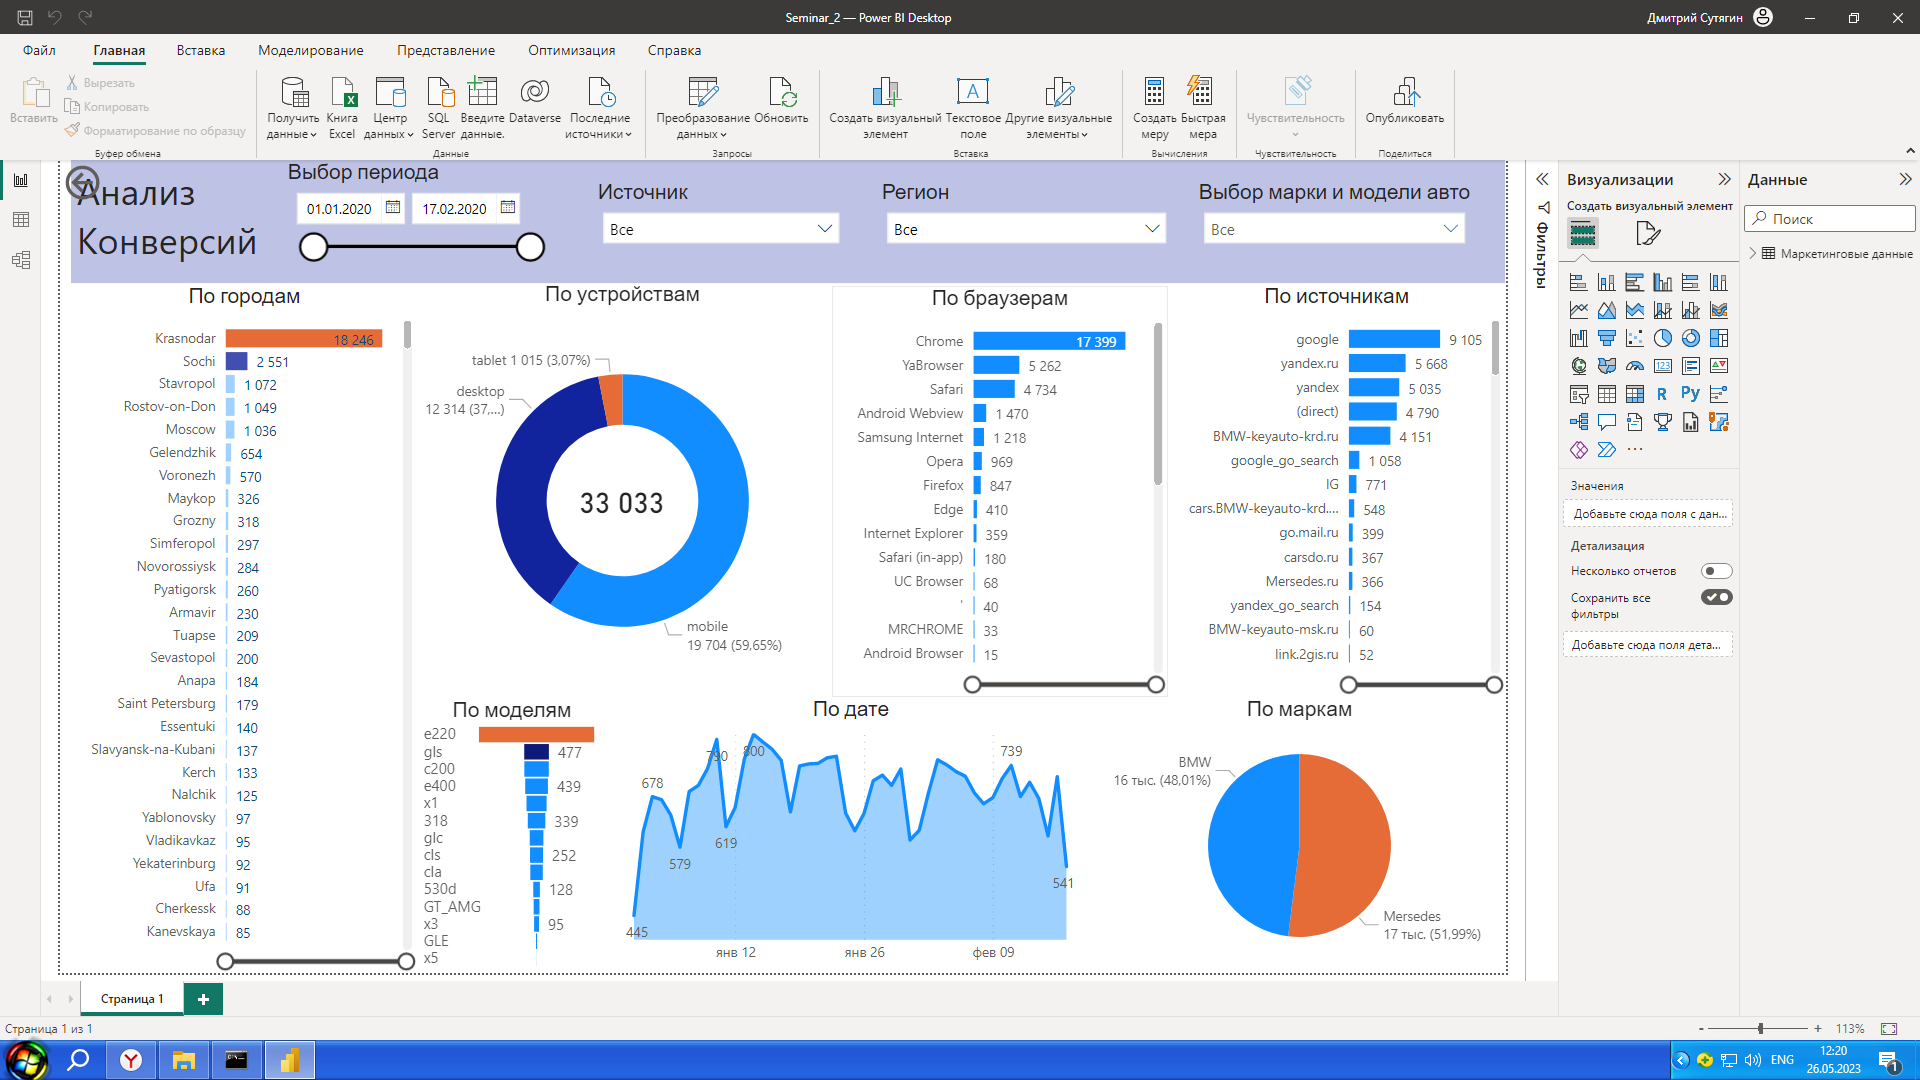 Seminar_2 — Power BI Desktop
Дмитрий Сутягин
Файл
Главная
Вставка
Моделирование
Представление
Оптимизация
Справка
Вставить
Вырезать
Копировать
Форматирование по образцу
Буфер обмена
Получить данные
Книга Excel
Центр данных
SQL Server
Введите данные.
Dataverse
Последние источники
Данные
Преобразование данных
Обновить
Запросы
Создать визуальный элемент
Текстовое поле
Другие визуальные элементы
Вставка
Создать меру
Быстрая мера
Вычисления
Чувствительность
Чувствительность
Опубликовать
Поделиться
Анализ
Конверсий
Выбор периода
01.01.2020
17.02.2020
Источник
Все
Регион
Все
Выбор марки и модели авто
Все
По городам
Krasnodar 18 246
Sochi 2 551
Stavropol 1 072
Rostov-on-Don 1 049
Moscow 1 036
Gelendzhik 654
Voronezh 570
Maykop 326
Grozny 318
Simferopol 297
Novorossiysk 284
Pyatigorsk 260
Armavir 230
Tuapse 209
Sevastopol 200
Anapa 184
Saint Petersburg 179
Essentuki 140
Slavyansk-na-Kubani 137
Kerch 133
Nalchik 125
Yablonovsky 97
Vladikavkaz 95
Yekaterinburg 92
Ufa 91
Cherkessk 88
Kanevskaya 85
По устройствам
tablet 1 015 (3,07%)
desktop
12 314 (37,...)
33 033
mobile
19 704 (59,65%)
По браузерам
Chrome 17 399
YaBrowser 5 262
Safari 4 734
Android Webview 1 470
Samsung Internet 1 218
Opera 969
Firefox 847
Edge 410
Internet Explorer 359
Safari (in-app) 180
UC Browser 68
' 40
MRCHROME 33
Android Browser 15
По источникам
google 9 105
yandex.ru 5 668
yandex 5 035
(direct) 4 790
BMW-keyauto-krd.ru 4 151
google_go_search 1 058
IG 771
cars.BMW-keyauto-krd.... 548
go.mail.ru 399
carsdo.ru 367
Mersedes.ru 366
yandex_go_search 154
BMW-keyauto-msk.ru 60
link.2gis.ru 52
По моделям
e220
gls 477
c200
e400 439
x1
318 339
glc
cls 252
cla
530d 128
GT_AMG
x3 95
GLE
x5
По дате
678
790
800
739
579
619
541
445
янв 12
янв 26
фев 09
По маркам
BMW
16 тыс. (48,01%)
Mersedes
17 тыс. (51,99%)
Фильтры
Визуализации
Создать визуальный элемент
123
R
Py
...
Значения
Добавьте сюда поля с дан...
Детализация
Несколько отчетов
Сохранить все фильтры
Добавьте сюда поля дета...
Данные
Поиск
Маркетинговые данные
Страница 1
Страница 1 из 1
- + 113%
ENG
12:20
26.05.2023
1